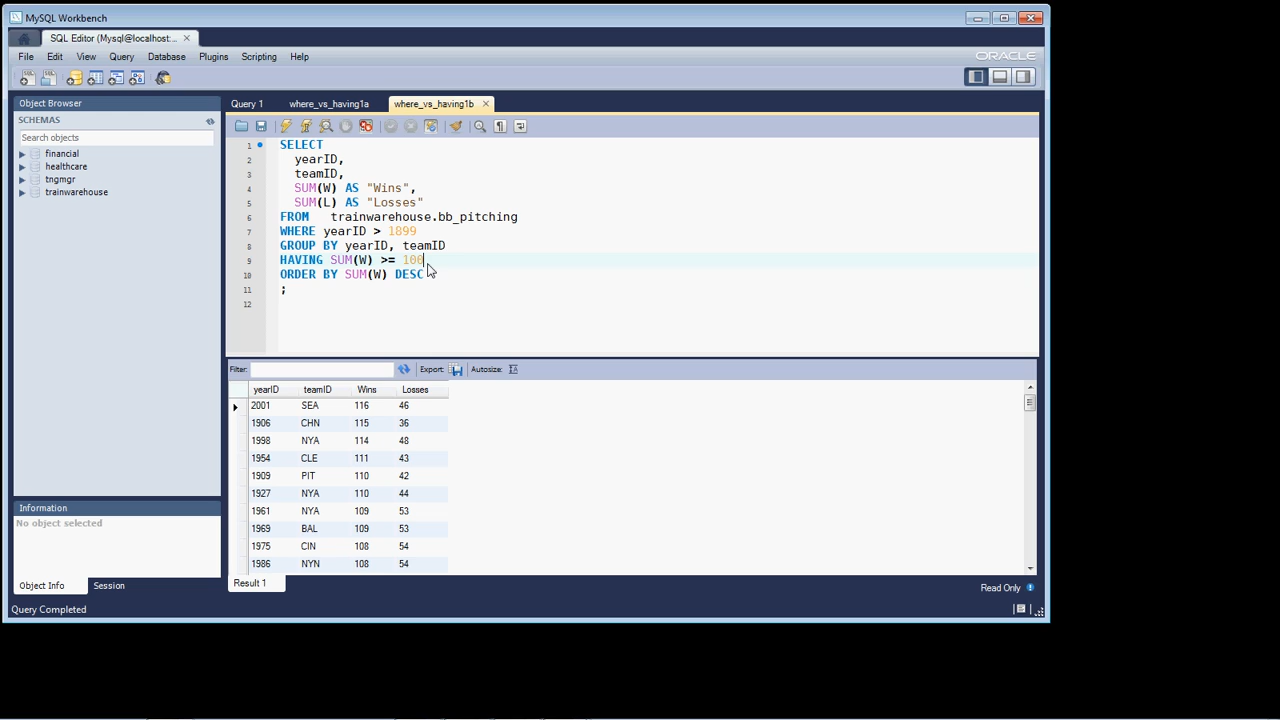 MySQL Workbench
SQL Editor (Mysql@localhost:...
File Edit View Query Database Plugins Scripting Help
ORACLE
Object Browser
SCHEMAS
Search objects
financial
healthcare
tngmgr
trainwarehouse
Information
No object selected
Object Info Session
Query 1 where_vs_having1a where_vs_having1b
1 SELECT
2 yearID,
3 teamID,
4 SUM(W) AS "Wins",
5 SUM(L) AS "Losses"
6 FROM trainwarehouse.bb_pitching
7 WHERE yearID > 1899
8 GROUP BY yearID, teamID
9 HAVING SUM(W) >= 100
10 ORDER BY SUM(W) DESC
11 ;
12
Filter: Export: Autosize:
yearID teamID Wins Losses
2001 SEA 116 46
1906 CHN 115 36
1998 NYA 114 48
1954 CLE 111 43
1909 PIT 110 42
1927 NYA 110 44
1961 NYA 109 53
1969 BAL 109 53
1975 CIN 108 54
1986 NYN 108 54
Result 1
Read Only
Query Completed